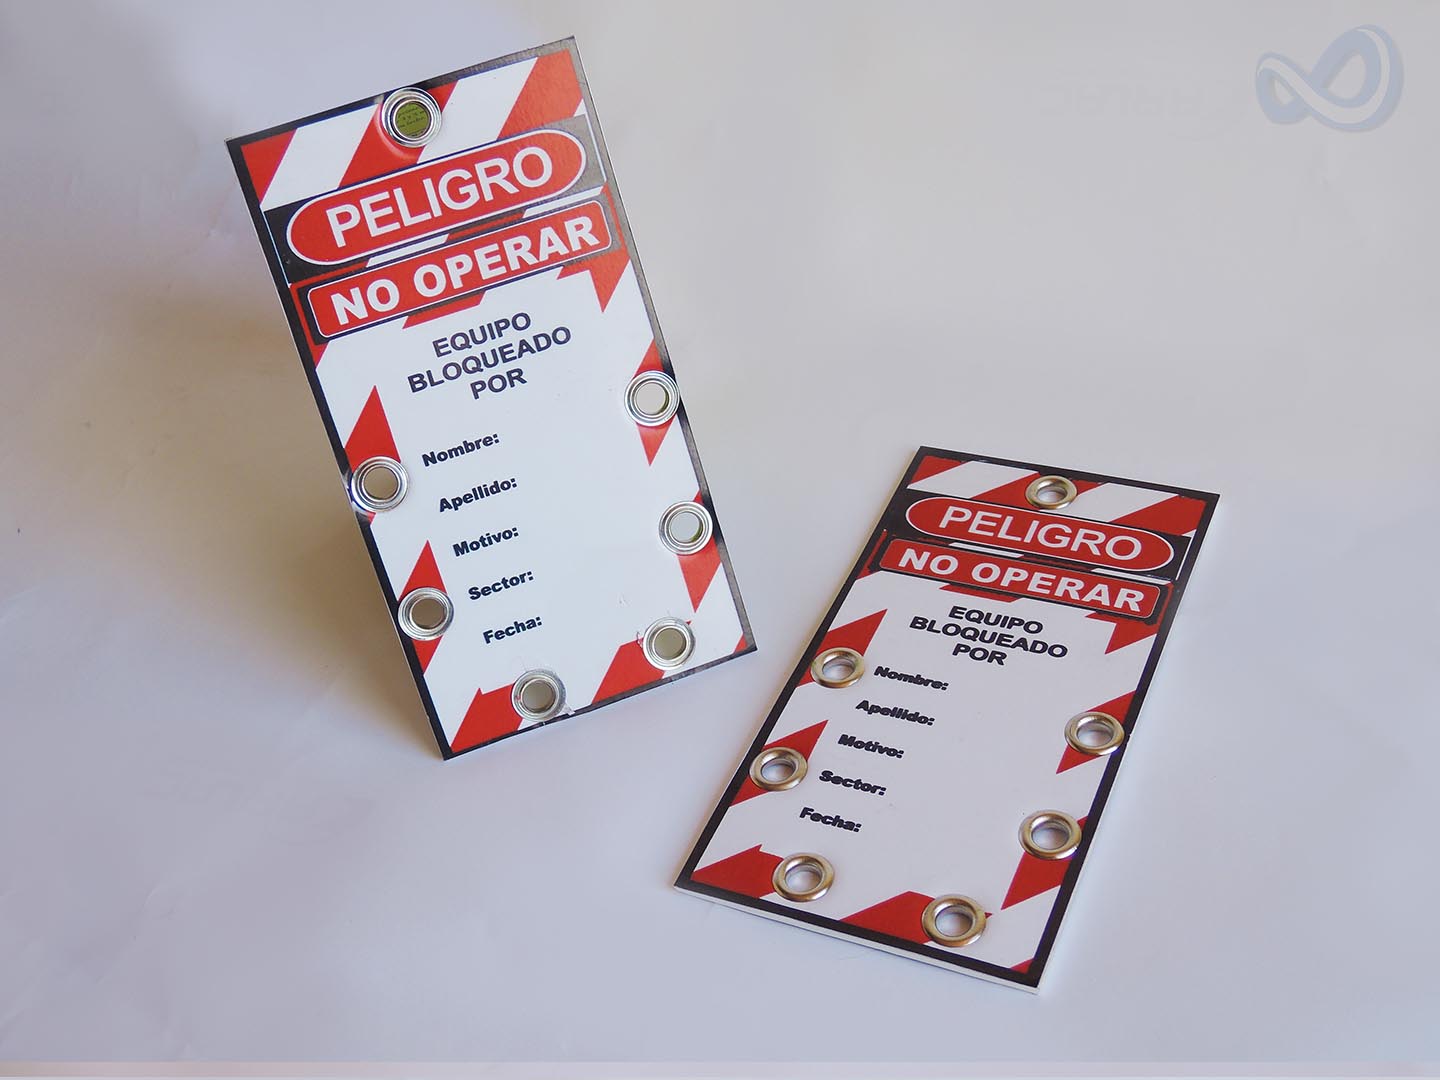 PELIGRO
NO OPERAR
EQUIPO
BLOQUEADO
POR
Nombre:
Apellido:
Motivo:
Sector:
Fecha:
PELIGRO
NO OPERAR
EQUIPO
BLOQUEADO
POR
Nombre:
Apellido:
Motivo:
Sector:
Fecha: